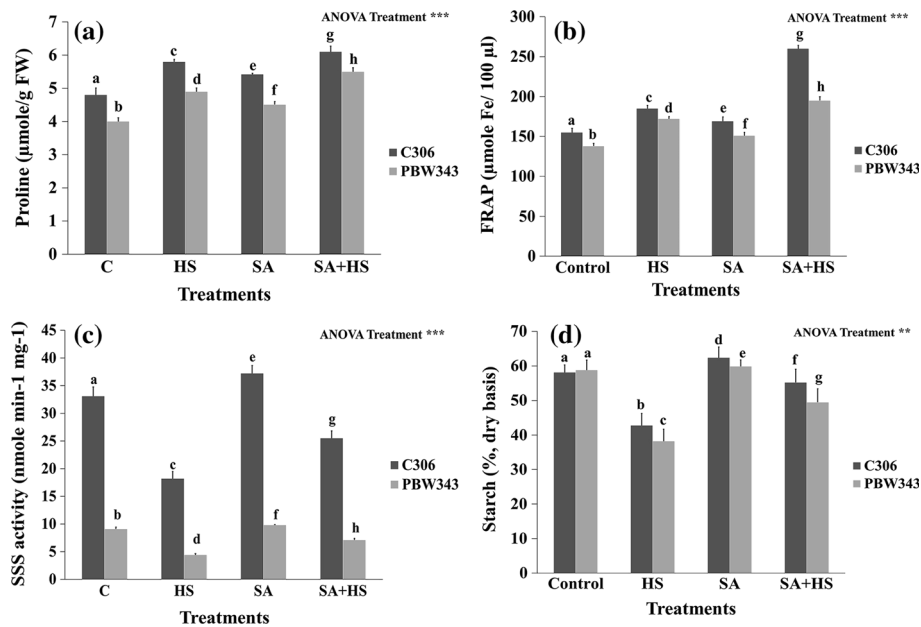 (a)
ANOVA Treatment ***
Proline (µmole/g FW)
7
6
5
4
3
2
1
0
a
b
c
d
e
f
g
h
C306
PBW343
C HS SA SA+HS
Treatments
(b)
ANOVA Treatment ***
FRAP (µmole Fe/ 100 µl)
300
250
200
150
100
50
0
a
b
c
d
e
f
g
h
C306
PBW343
Control HS SA SA+HS
Treatments
(c)
ANOVA Treatment ***
SSS activity (nmole min-1 mg-1)
45
40
35
30
25
20
15
10
5
0
a
b
c
d
e
f
g
h
C306
PBW343
C HS SA SA+HS
Treatments
(d)
ANOVA Treatment **
Starch (%, dry basis)
70
60
50
40
30
20
10
0
a
a
b
c
d
e
f
g
C306
PBW343
Control HS SA SA+HS
Treatments